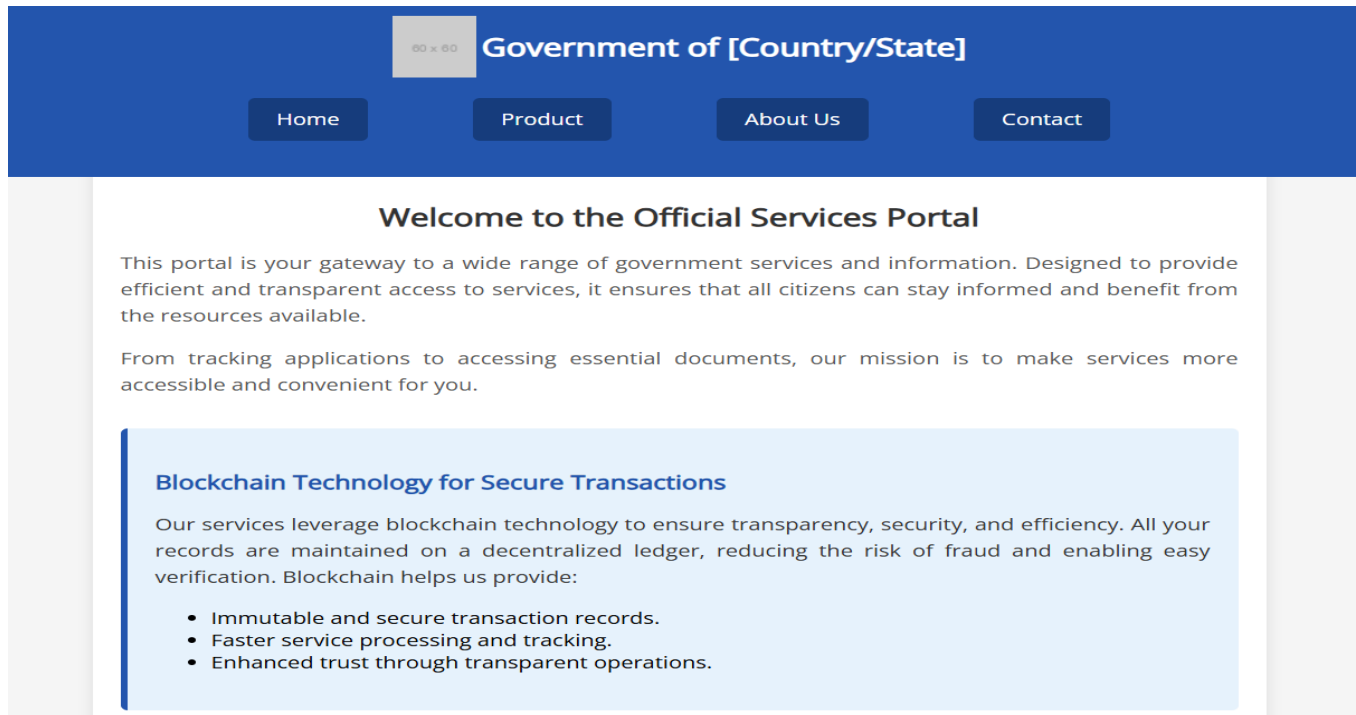 60 x 60
Government of [Country/State]
Home
Product
About Us
Contact
Welcome to the Official Services Portal
This portal is your gateway to a wide range of government services and information. Designed to provide
efficient and transparent access to services, it ensures that all citizens can stay informed and benefit from
the resources available.
From tracking applications to accessing essential documents, our mission is to make services more
accessible and convenient for you.
Blockchain Technology for Secure Transactions
Our services leverage blockchain technology to ensure transparency, security, and efficiency. All your
records are maintained on a decentralized ledger, reducing the risk of fraud and enabling easy
verification. Blockchain helps us provide:
• Immutable and secure transaction records.
• Faster service processing and tracking.
• Enhanced trust through transparent operations.